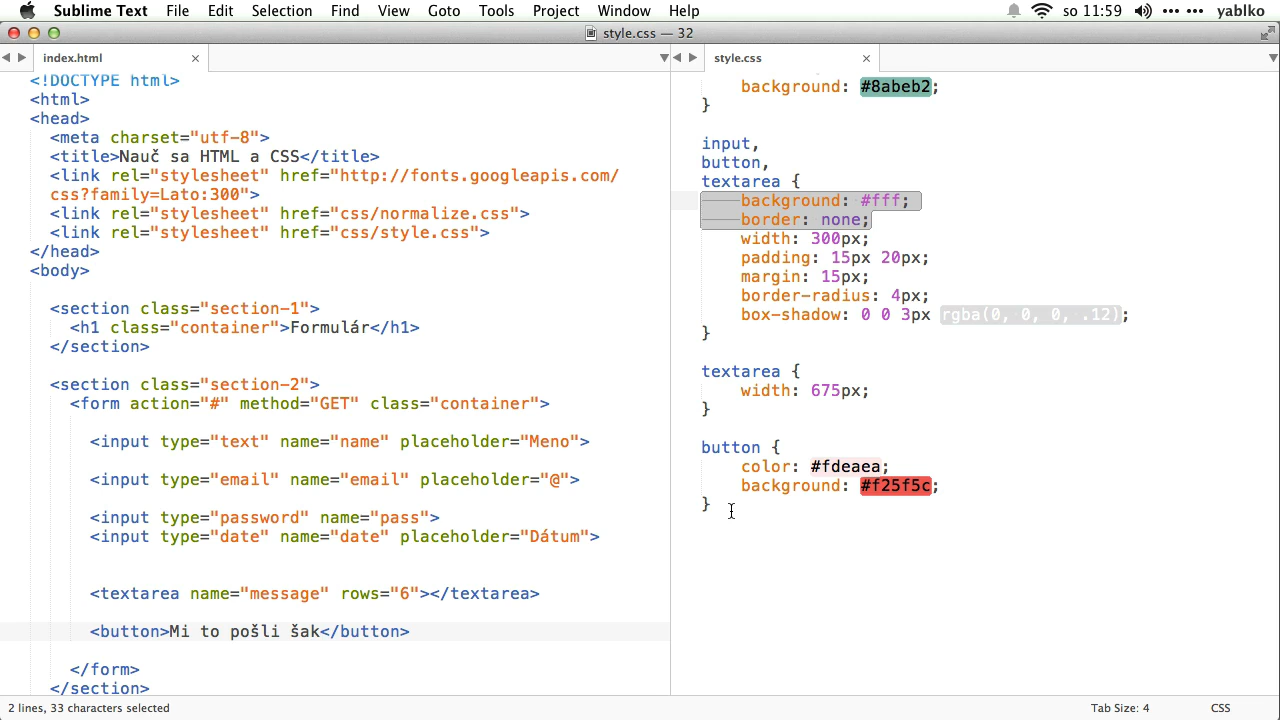 Sublime Text File Edit Selection Find View Goto Tools Project Window Help so 11:59 yablko
style.css — 32
index.html
<!DOCTYPE html>
<html>
<head>
<meta charset="utf-8">
<title>Nauč sa HTML a CSS</title>
<link rel="stylesheet" href="http://fonts.googleapis.com/
css?family=Lato:300">
<link rel="stylesheet" href="css/normalize.css">
<link rel="stylesheet" href="css/style.css">
</head>
<body>
<section class="section-1">
<h1 class="container">Formulár</h1>
</section>
<section class="section-2">
<form action="#" method="GET" class="container">
<input type="text" name="name" placeholder="Meno">
<input type="email" name="email" placeholder="@">
<input type="password" name="pass">
<input type="date" name="date" placeholder="Dátum">
<textarea name="message" rows="6"></textarea>
<button>Mi to pošli šak</button>
</form>
</section>
style.css
background: #8abeb2;
}
input,
button,
textarea {
background: #fff;
border: none;
width: 300px;
padding: 15px 20px;
margin: 15px;
border-radius: 4px;
box-shadow: 0 0 3px rgba(0, 0, 0, .12);
}
textarea {
width: 675px;
}
button {
color: #fdeaea;
background: #f25f5c;
}
2 lines, 33 characters selected
Tab Size: 4 CSS